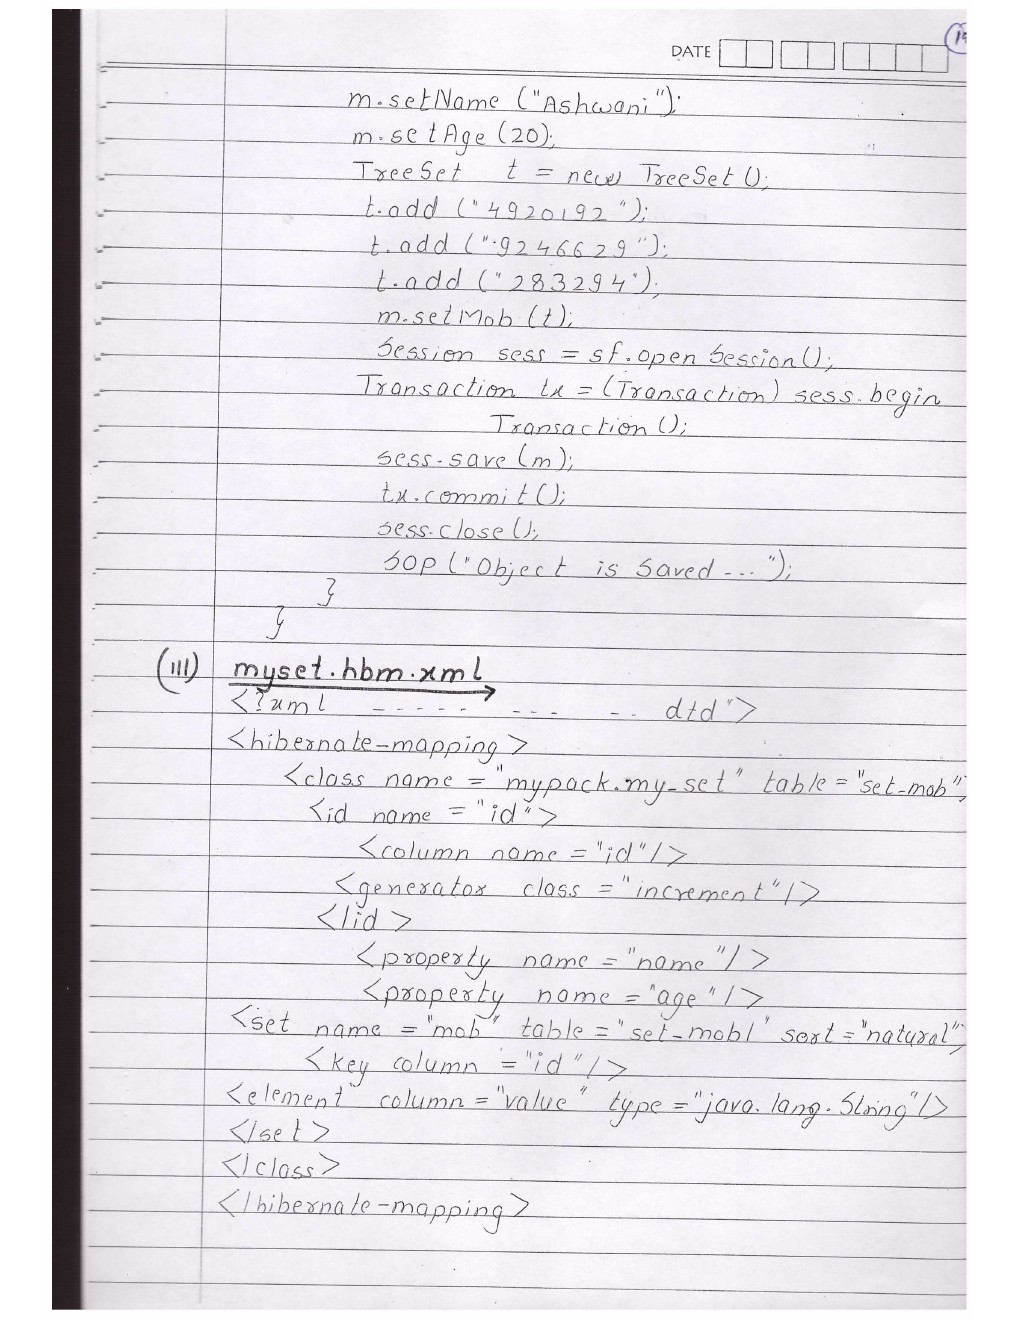 DATE
m.setName ("Ashwani");
m.setAge (20);
TreeSet t = new TreeSet ();
t.add ("4920192");
t.add ("9246629");
t.add ("283294");
m.setMob (t);
Session sess = sf.open Session();
Transaction tx = (Transaction) sess.begin
Transaction ();
sess.save (m);
tx.commit ();
sess.close ();
SOP ("Object is Saved ... ");
}
}
(III) myset.hbm.xml
<?xml ----- --- -- dtd">
<hibernate-mapping>
<class name = "mypack.my_set" table = "set_mob">
<id name = "id">
<column name = "id"/>
<generator class = "increment"/>
</id>
<property name = "name"/>
<property name = "age"/>
<set name = "mob" table = "set_mob1" sort = "natural">
<key column = "id"/>
<element column = "value" type = "java.lang.String"/>
</set>
</class>
</hibernate-mapping>